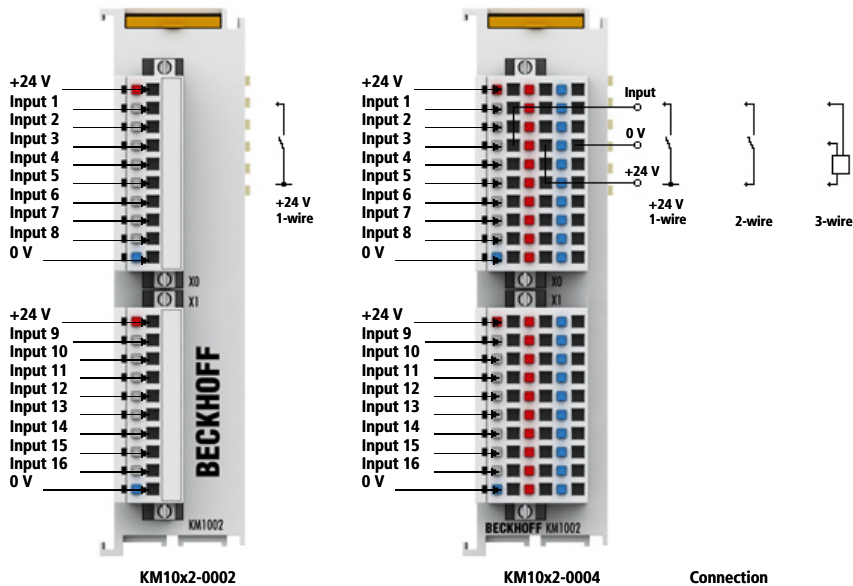 +24 V
Input 1
Input 2
Input 3
Input 4
Input 5
Input 6
Input 7
Input 8
0 V
X0
X1
+24 V
Input 9
Input 10
Input 11
Input 12
Input 13
Input 14
Input 15
Input 16
0 V
BECKHOFF
KM1002
KM10x2-0002
+24 V
1-wire
+24 V
Input 1
Input 2
Input 3
Input 4
Input 5
Input 6
Input 7
Input 8
0 V
X0
X1
+24 V
Input 9
Input 10
Input 11
Input 12
Input 13
Input 14
Input 15
Input 16
0 V
BECKHOFF KM1002
KM10x2-0004
Input
0 V
+24 V
+24 V
1-wire
2-wire
3-wire
Connection